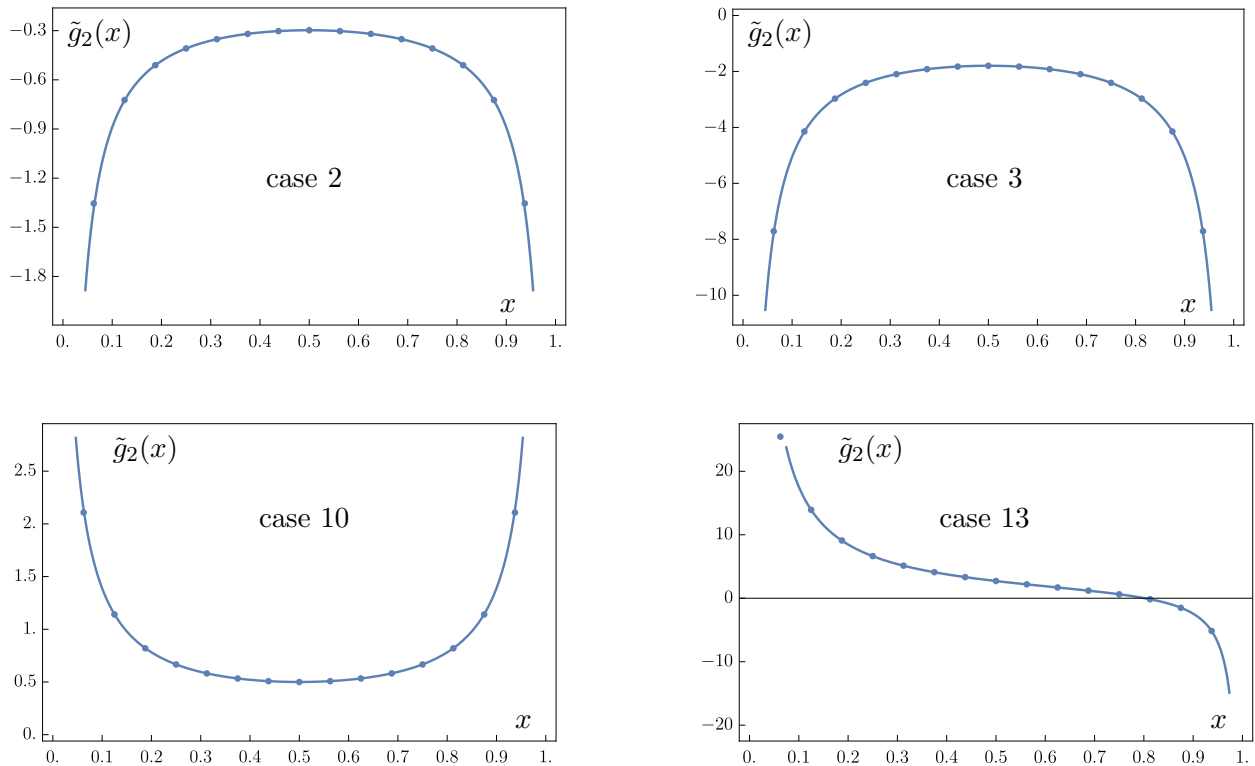 g̃₂(x)
−0.3
−0.6
−0.9
−1.2
−1.5
−1.8
case 2
x
0. 0.1 0.2 0.3 0.4 0.5 0.6 0.7 0.8 0.9 1.
g̃₂(x)
0
−2
−4
−6
−8
−10
case 3
x
0. 0.1 0.2 0.3 0.4 0.5 0.6 0.7 0.8 0.9 1.
g̃₂(x)
2.5
2.
1.5
1.
0.5
0.
case 10
x
0. 0.1 0.2 0.3 0.4 0.5 0.6 0.7 0.8 0.9 1.
g̃₂(x)
20
10
0
−10
−20
case 13
x
0. 0.1 0.2 0.3 0.4 0.5 0.6 0.7 0.8 0.9 1.